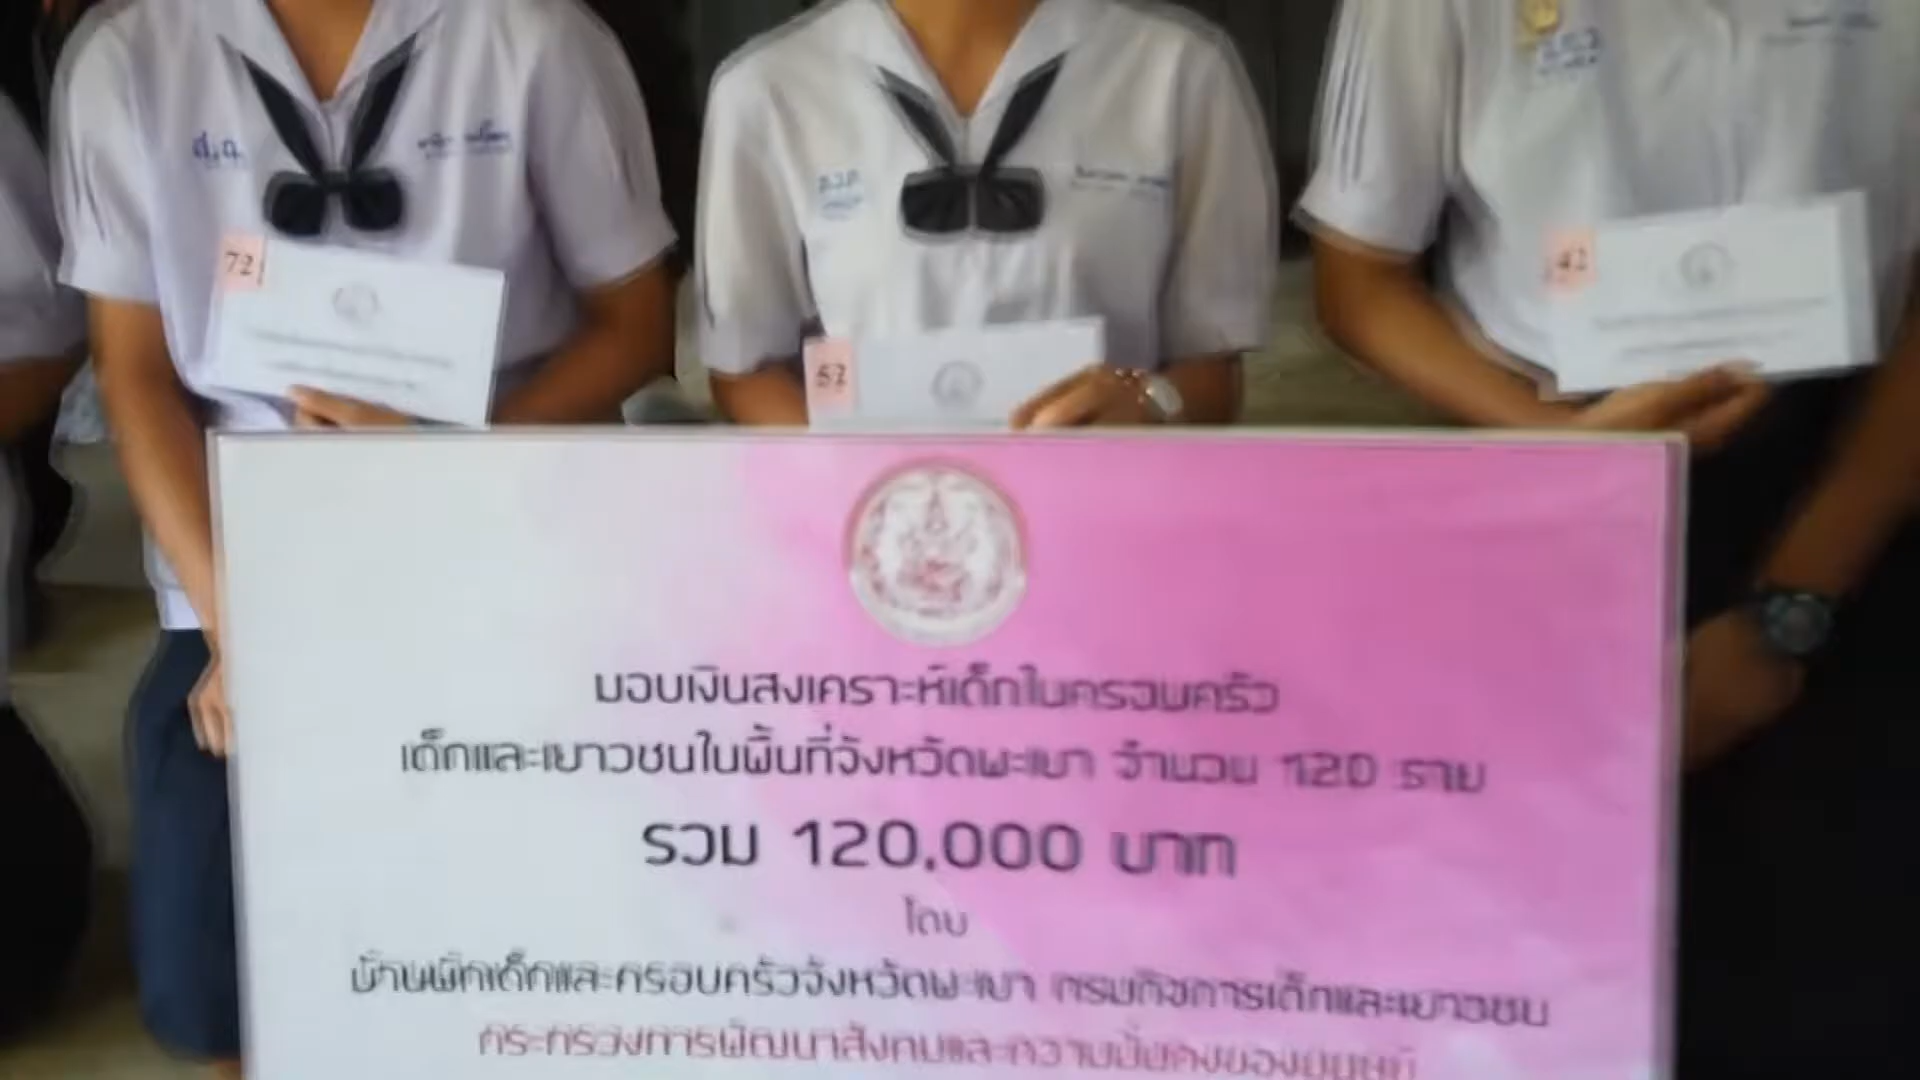 ส.ฉ.
72
52
42
มอบเงินสงเคราะห์เด็กในครอบครัว
เด็กและเยาวชนในพื้นที่จังหวัดพะเยา จำนวน 120 ราย
รวม 120,000 บาท
โดย
บ้านพักเด็กและครอบครัวจังหวัดพะเยา กรมกิจการเด็กและเยาวชน
กระทรวงการพัฒนาสังคมและความมั่นคงของมนุษย์